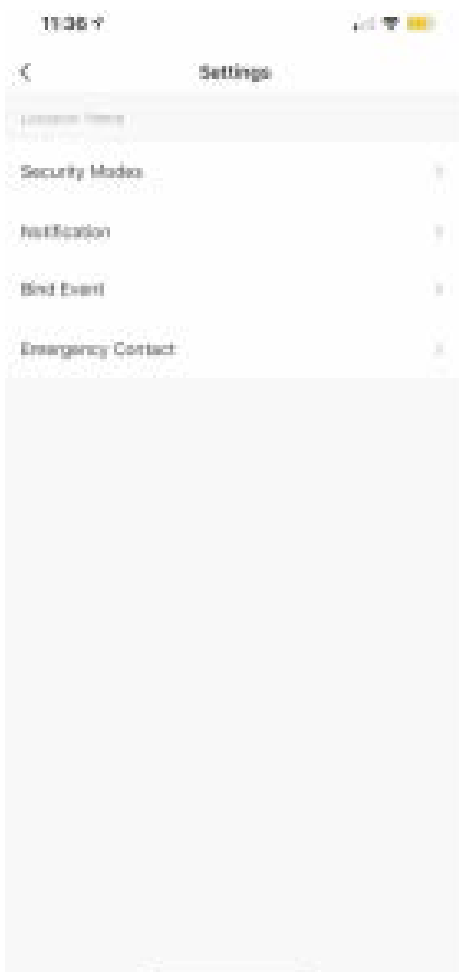 11:36
Settings
Security Modes
Notification
Bind Event
Emergency Contact